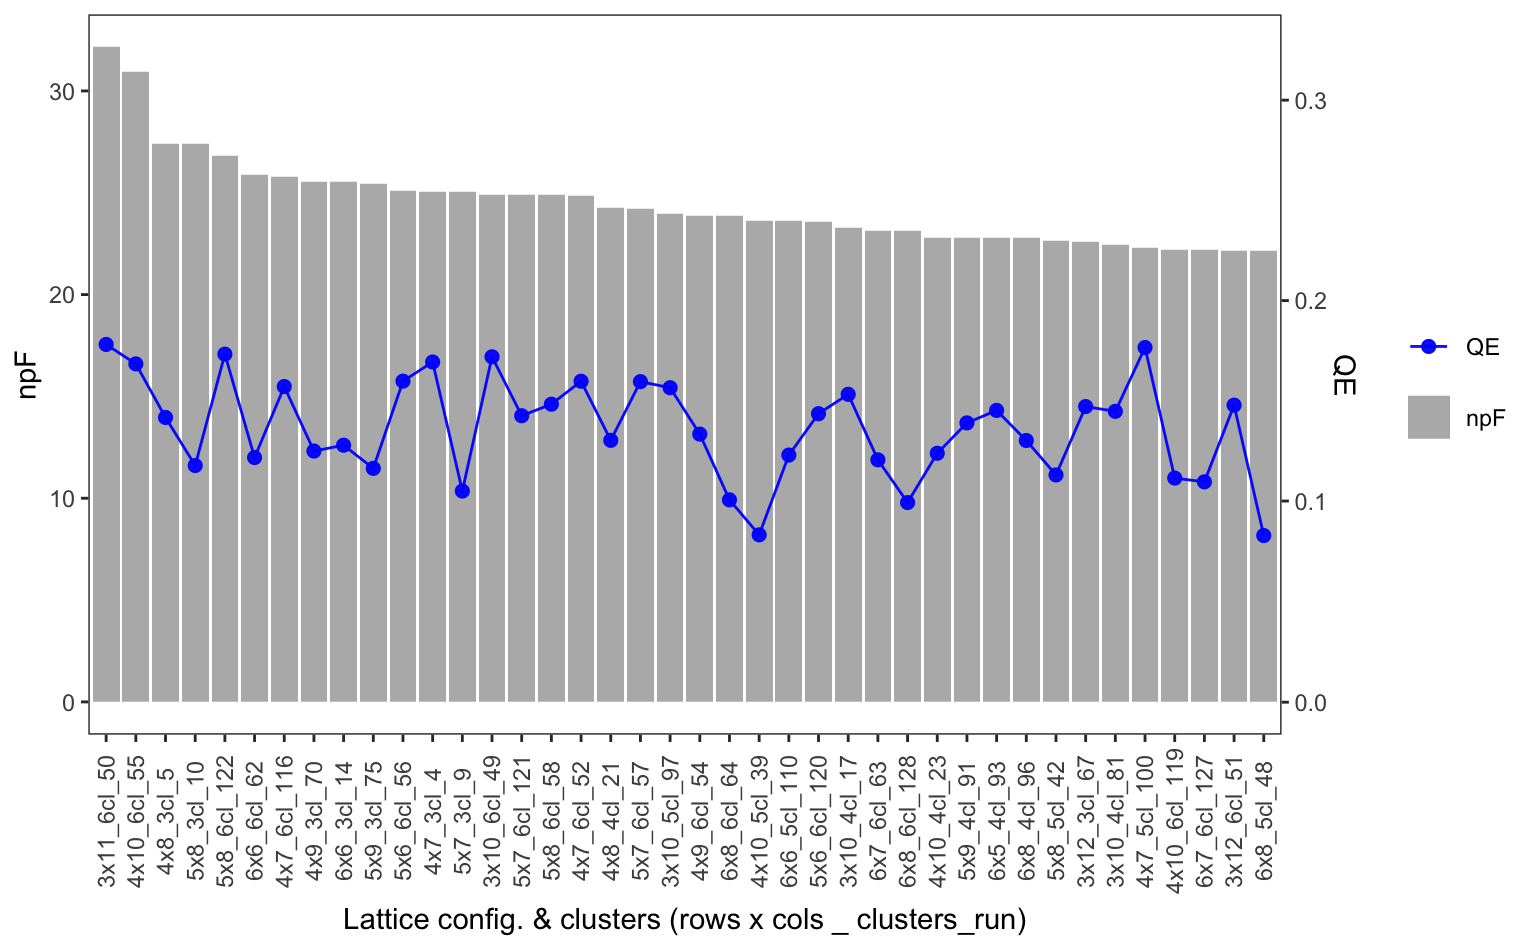 30
20
10
0
npF
0.3
0.2
0.1
0.0
QE
QE
npF
3x11_6cl_50
4x10_6cl_55
4x8_3cl_5
5x8_3cl_10
5x8_6cl_122
6x6_6cl_62
4x7_6cl_116
4x9_3cl_70
6x6_3cl_14
5x9_3cl_75
5x6_6cl_56
4x7_3cl_4
5x7_3cl_9
3x10_6cl_49
5x7_6cl_121
5x8_6cl_58
4x7_6cl_52
4x8_4cl_21
5x7_6cl_57
3x10_5cl_97
4x9_6cl_54
6x8_6cl_64
4x10_5cl_39
6x6_5cl_110
5x6_6cl_120
3x10_4cl_17
6x7_6cl_63
6x8_6cl_128
4x10_4cl_23
5x9_4cl_91
6x5_4cl_93
6x8_4cl_96
5x8_5cl_42
3x12_3cl_67
3x10_4cl_81
4x7_5cl_100
4x10_6cl_119
6x7_6cl_127
3x12_6cl_51
6x8_5cl_48
Lattice config. & clusters (rows x cols _ clusters_run)